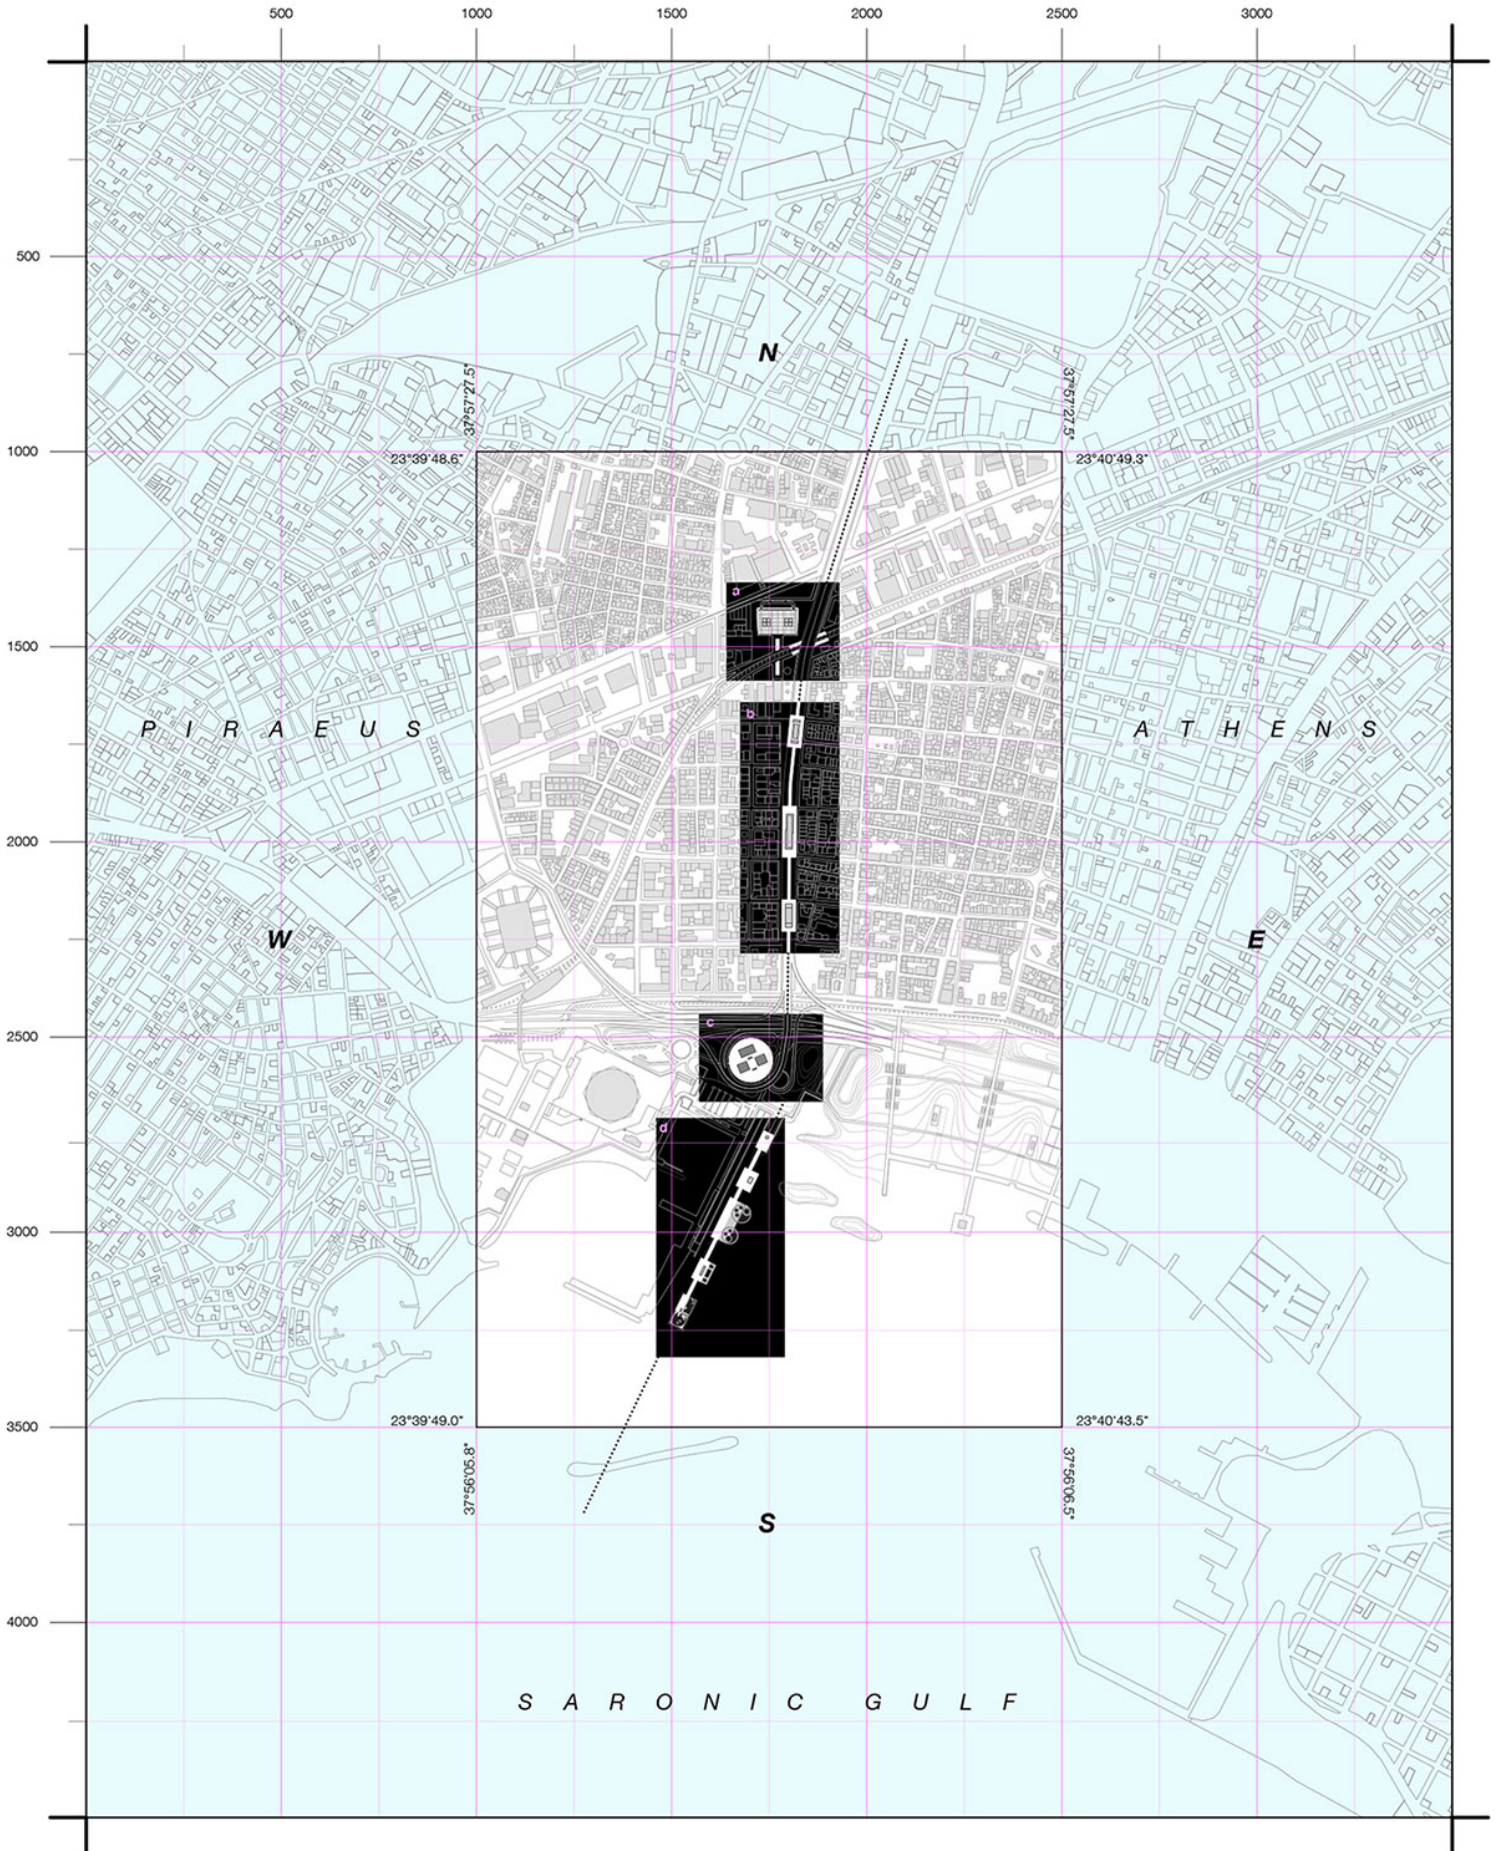 500 1000 1500 2000 2500 3000
500
N
37°57'27.5"
37°57'27.5"
1000
23°39'48.6"
23°40'49.3"
a
1500
b
P I R A E U S
A T H E N S
2000
W
E
c
2500
d
3000
3500
23°39'49.0"
23°40'43.5"
37°56'05.8"
37°56'06.5"
S
4000
S A R O N I C G U L F